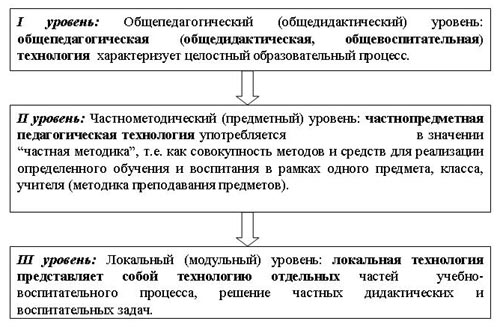 I уровень: Общепедагогический (общедидактический) уровень:
общепедагогическая (общедидактическая, общевоспитательная)
технология характеризует целостный образовательный процесс.
II уровень: Частнометодический (предметный) уровень: частнопредметная
педагогическая технология употребляется в значении
“частная методика”, т.е. как совокупность методов и средств для реализации
определенного обучения и воспитания в рамках одного предмета, класса,
учителя (методика преподавания предметов).
III уровень: Локальный (модульный) уровень: локальная технология
представляет собой технологию отдельных частей учебно-
воспитательного процесса, решение частных дидактических и
воспитательных задач.